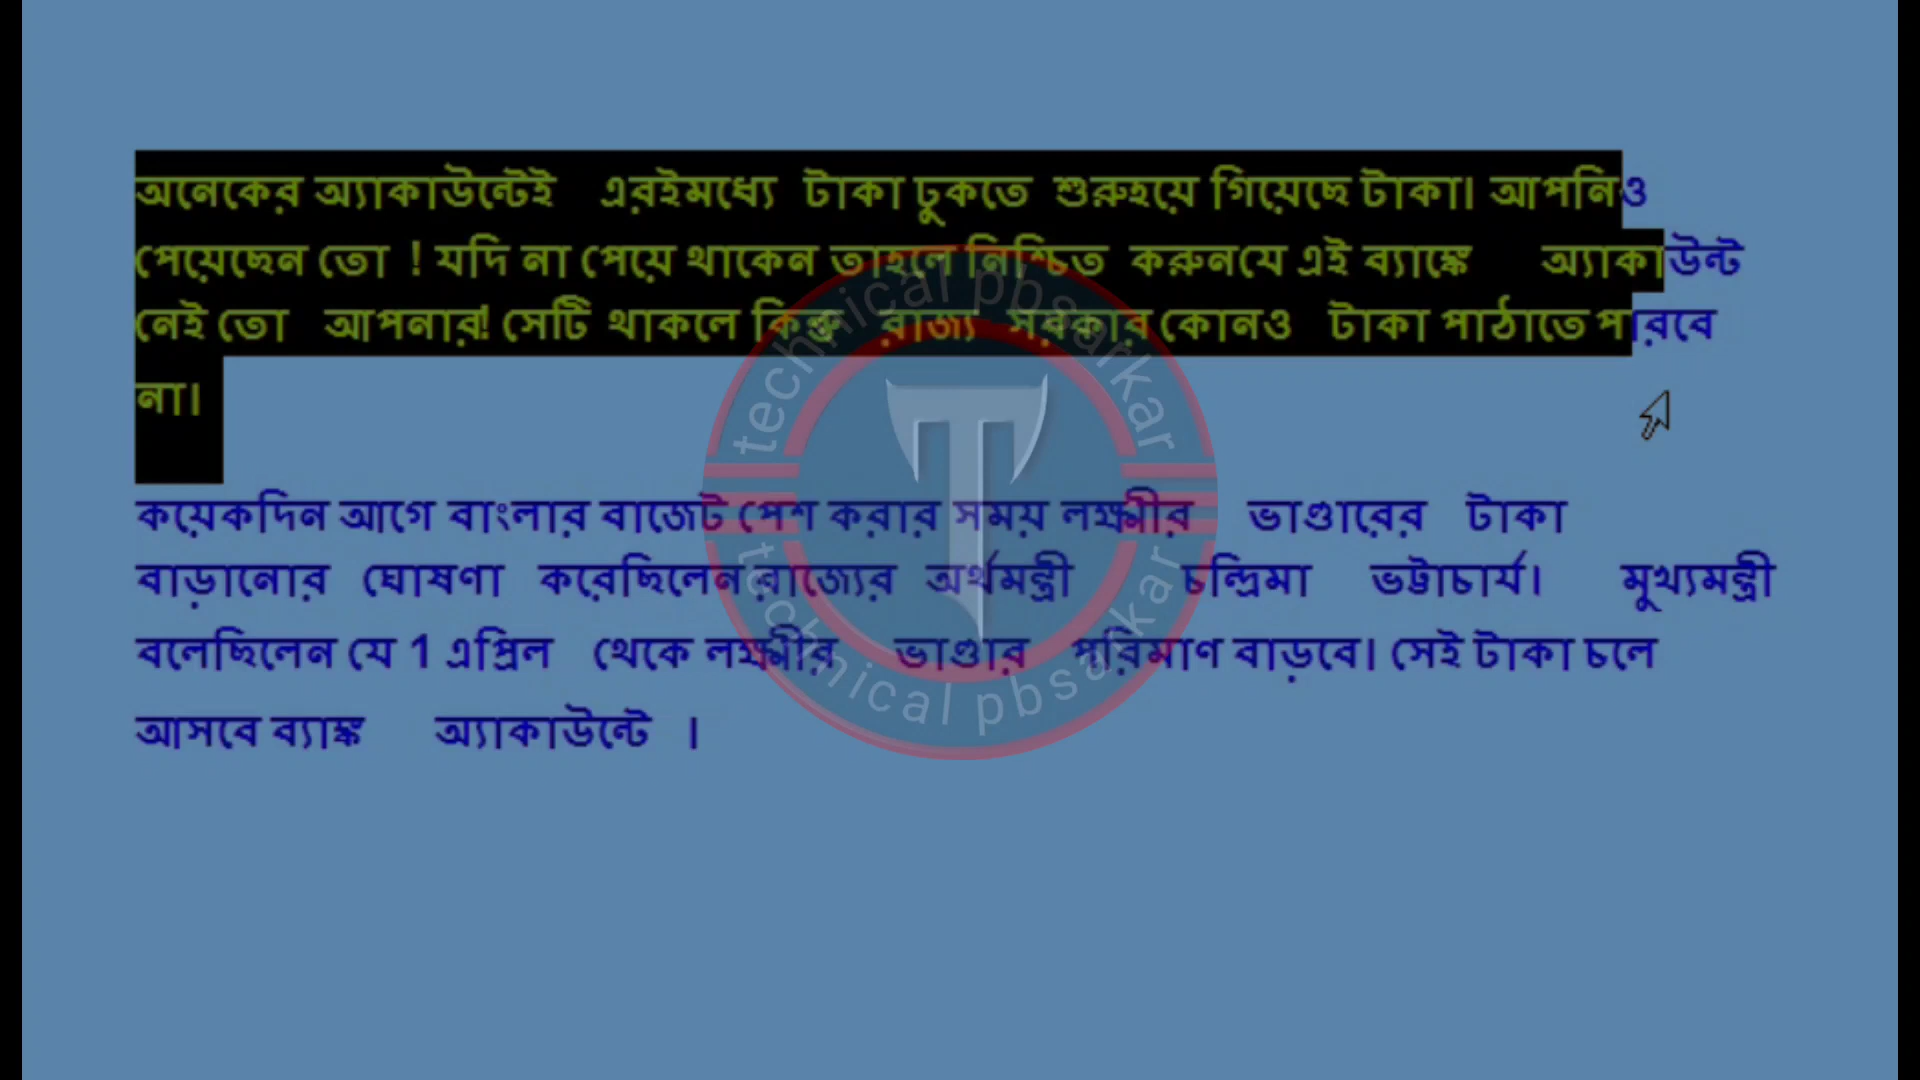 অনেকের অ্যাকাউন্টেই এরইমধ্যে টাকা ঢুকতে শুরুহয়ে গিয়েছে টাকা। আপনিও
পেয়েছেন তো ! যদি না পেয়ে থাকেন তাহলে নিশ্চিত করুনযে এই ব্যাঙ্কে অ্যাকাউন্ট
নেই তো আপনার! সেটি থাকলে কিন্তু রাজ্য সরকার কোনও টাকা পাঠাতে পারবে
না।
কয়েকদিন আগে বাংলার বাজেট পেশ করার সময় লক্ষ্মীর ভাণ্ডারের টাকা
বাড়ানোর ঘোষণা করেছিলেন রাজ্যের অর্থমন্ত্রী চন্দ্রিমা ভট্টাচার্য। মুখ্যমন্ত্রী
বলেছিলেন যে 1 এপ্রিল থেকে লক্ষ্মীর ভাণ্ডার পরিমাণ বাড়বে। সেই টাকা চলে
আসবে ব্যাঙ্ক অ্যাকাউন্টে ।
technical pbsarkar
T
technical pbsarkar